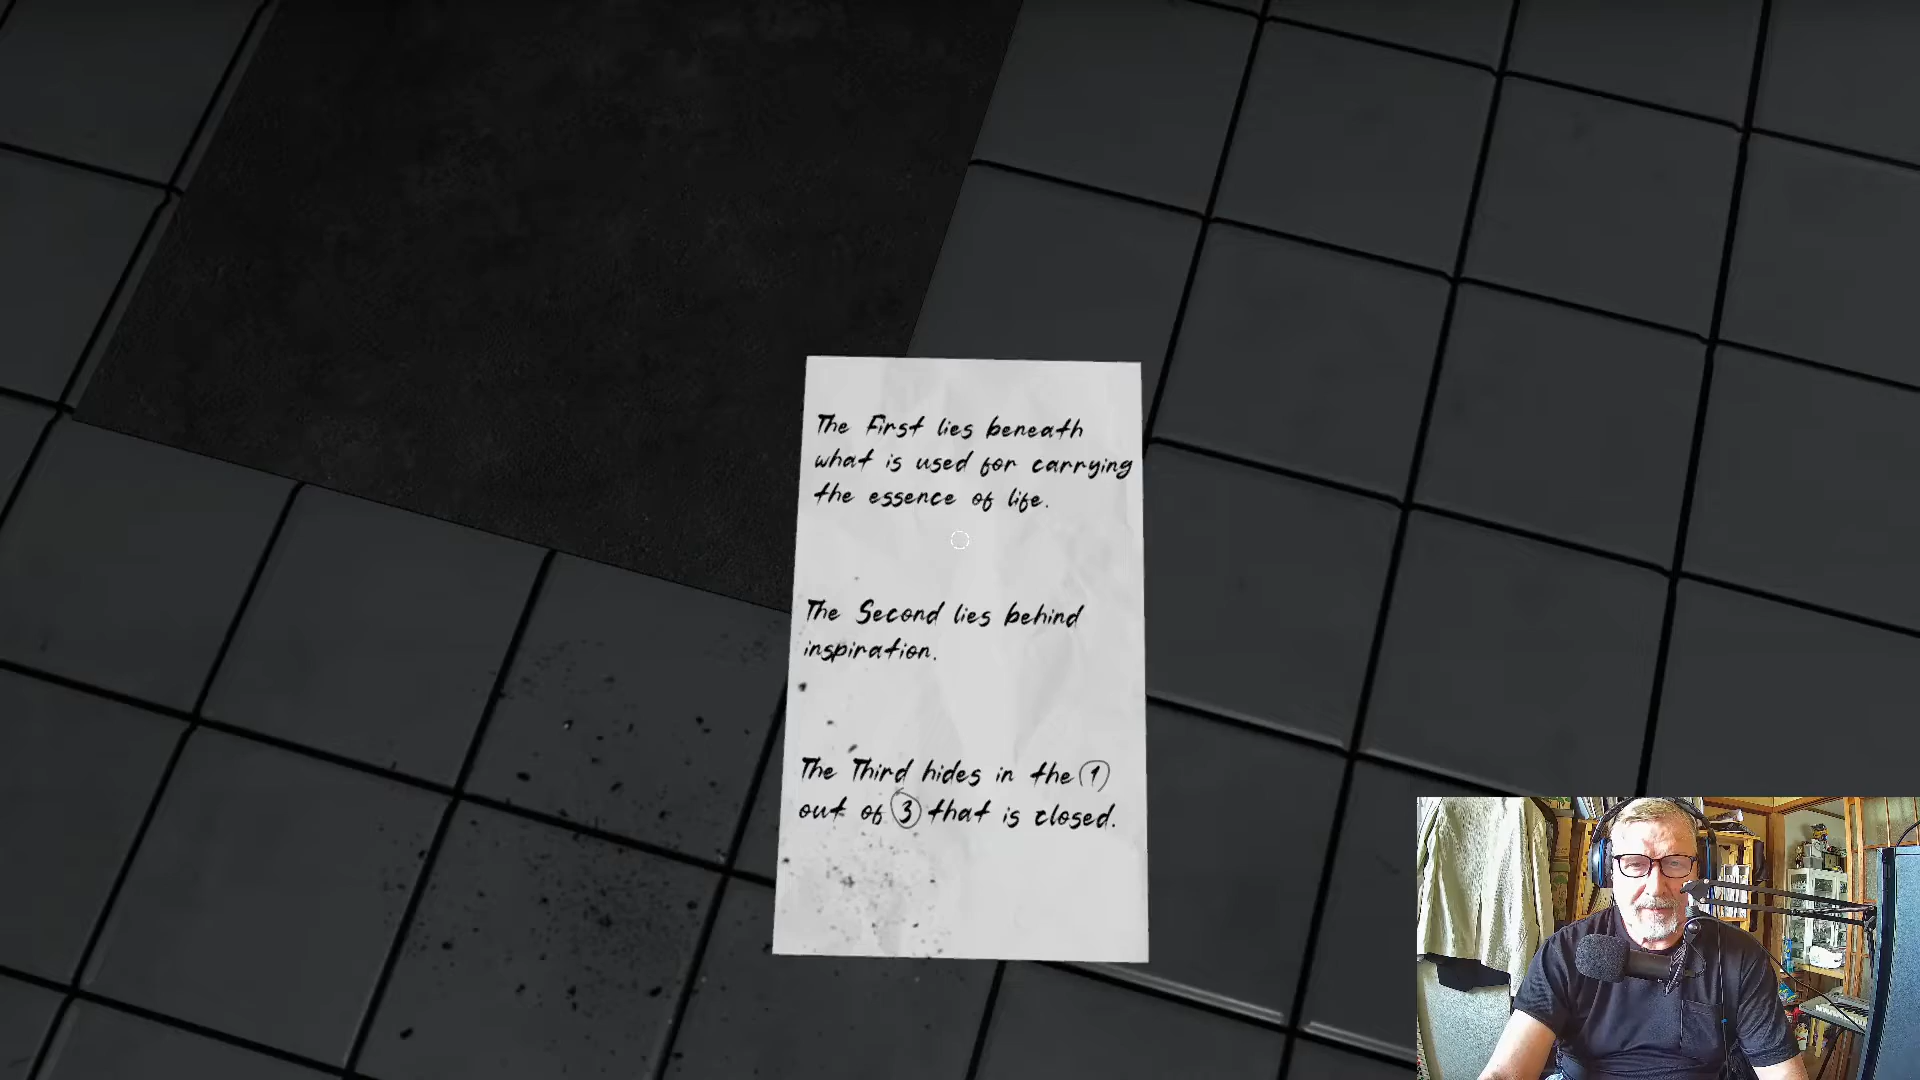 The First lies beneath
what is used for carrying
the essence of life.
The Second lies behind
inspiration.
The Third hides in the 1
out of 3 that is closed.